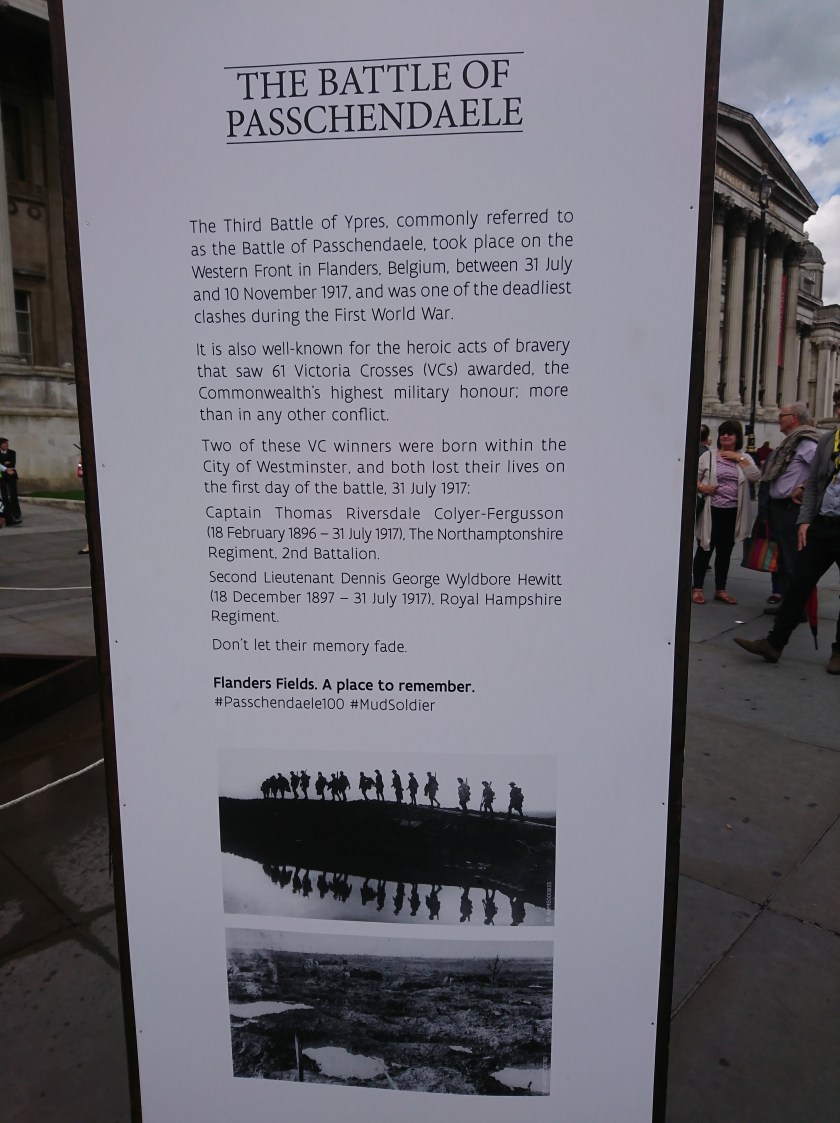 THE BATTLE OF
PASSCHENDAELE
The Third Battle of Ypres, commonly referred to
as the Battle of Passchendaele, took place on the
Western Front in Flanders, Belgium, between 31 July
and 10 November 1917, and was one of the deadliest
clashes during the First World War.
It is also well-known for the heroic acts of bravery
that saw 61 Victoria Crosses (VCs) awarded, the
Commonwealth's highest military honour; more
than in any other conflict.
Two of these VC winners were born within the
City of Westminster, and both lost their lives on
the first day of the battle, 31 July 1917:
Captain Thomas Riversdale Colyer-Fergusson
(18 February 1896 – 31 July 1917), The Northamptonshire
Regiment, 2nd Battalion.
Second Lieutenant Dennis George Wyldbore Hewitt
(18 December 1897 – 31 July 1917), Royal Hampshire
Regiment.
Don't let their memory fade.
Flanders Fields. A place to remember.
#Passchendaele100 #MudSoldier